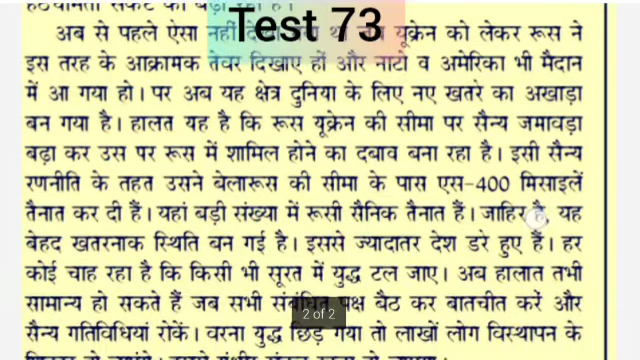 Test 73
अब से पहले ऐसा नहीं यूक्रेन को लेकर रूस ने
इस तरह के आक्रामक तेवर दिखाए हों और नाटो व अमेरिका भी मैदान
में आ गया हो। पर अब यह क्षेत्र दुनिया के लिए नए खतरे का अखाड़ा
बन गया है। हालत यह है कि रूस यूक्रेन की सीमा पर सैन्य जमावड़ा
बढ़ा कर उस पर रूस में शामिल होने का दबाव बना रहा है। इसी सैन्य
रणनीति के तहत उसने बेलारूस की सीमा के पास एस-400 मिसाइलें
तैनात कर दी हैं। यहां बड़ी संख्या में रूसी सैनिक तैनात हैं। जाहिर है, यह
बेहद खतरनाक स्थिति बन गई है। इससे ज्यादातर देश डरे हुए हैं। हर
कोई चाह रहा है कि किसी भी सूरत में युद्ध टल जाए। अब हालात तभी
सामान्य हो सकते हैं जब सभी संबंधित पक्ष बैठ कर बातचीत करें और
सैन्य गतिविधियां रोकें। वरना युद्ध छिड़ गया तो लाखों लोग विस्थापन के
2 of 2